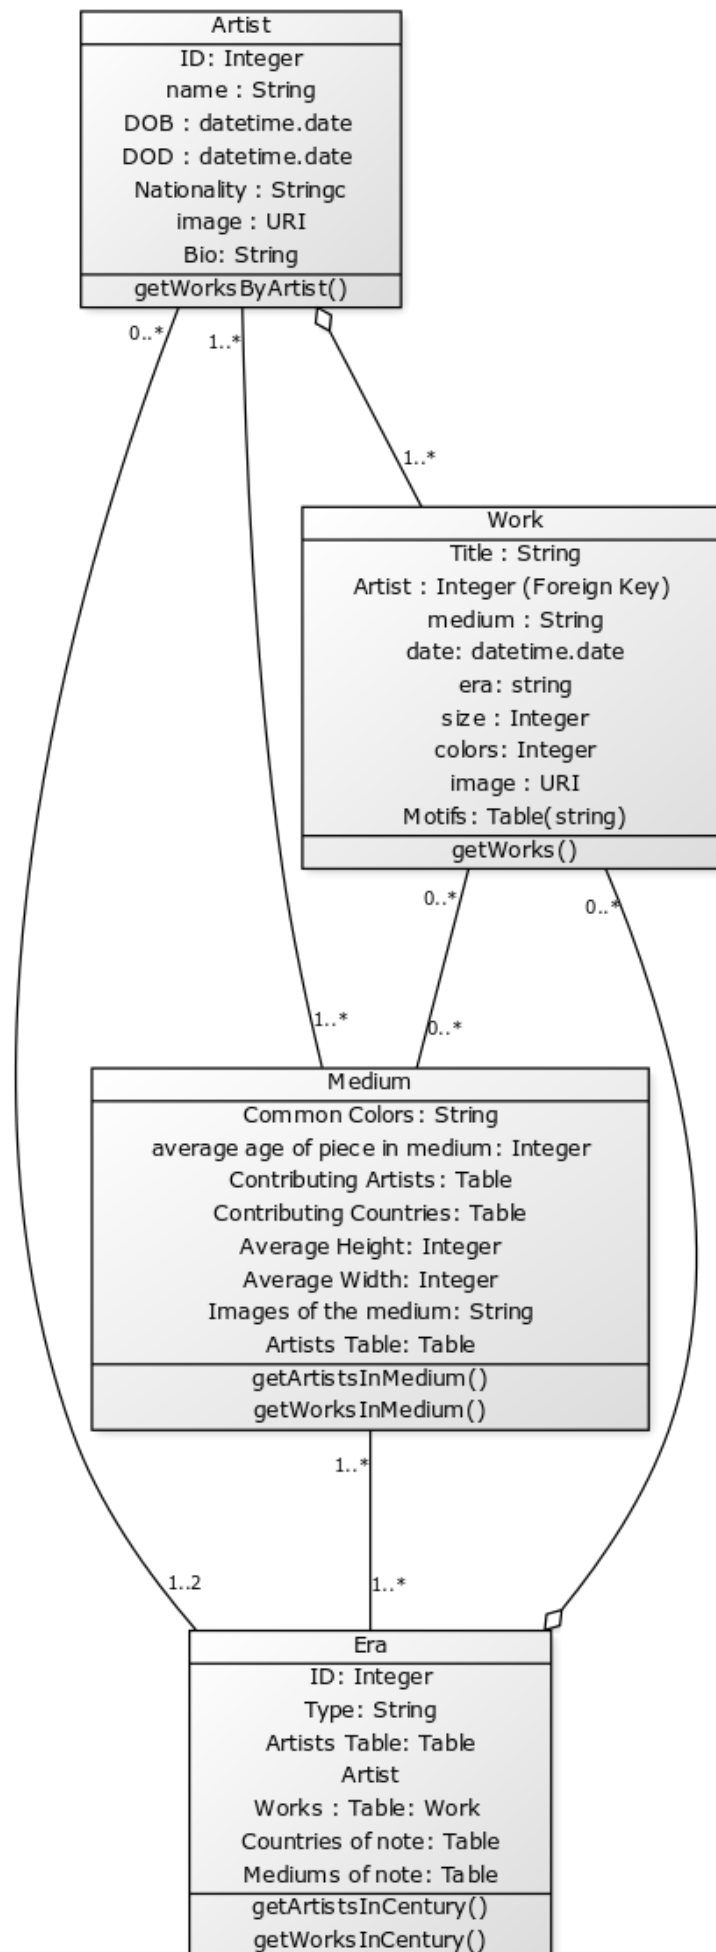 Artist
ID: Integer
name : String
DOB : datetime.date
DOD : datetime.date
Nationality : Stringc
image : URI
Bio: String
getWorksByArtist()
0..*
1..*
1..*
Work
Title : String
Artist : Integer (Foreign Key)
medium : String
date: datetime.date
era: string
size : Integer
colors: Integer
image : URI
Motifs: Table(string)
getWorks()
0..*
0..*
1..*
0..*
Medium
Common Colors: String
average age of piece in medium: Integer
Contributing Artists: Table
Contributing Countries: Table
Average Height: Integer
Average Width: Integer
Images of the medium: String
Artists Table: Table
getArtistsInMedium()
getWorksInMedium()
1..*
1..2
1..*
Era
ID: Integer
Type: String
Artists Table: Table
Artist
Works : Table: Work
Countries of note: Table
Mediums of note: Table
getArtistsInCentury()
getWorksInCentury()